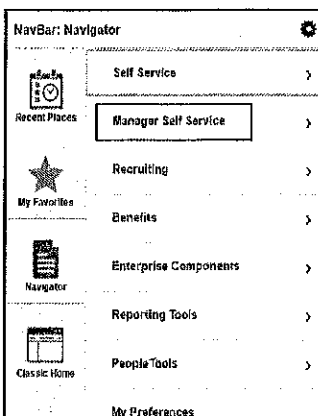 NavBar: Navigator
Recent Places
My Favorites
Navigator
Classic Home
Self Service
Manager Self Service
Recruiting
Benefits
Enterprise Components
Reporting Tools
PeopleTools
My Preferences